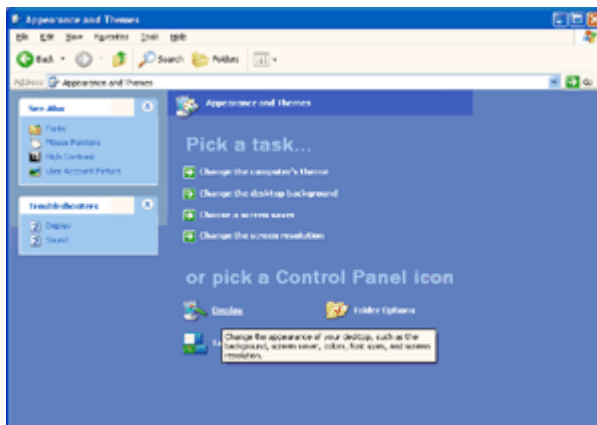 Appearance and Themes
File Edit View Favorites Tools Help
Back Search Folders
Address Appearance and Themes Go
See Also
Fonts
Mouse Pointers
High Contrast
User Account Picture
Troubleshooters
Display
Sound
Appearance and Themes
Pick a task...
Change the computer's theme
Change the desktop background
Choose a screen saver
Change the screen resolution
or pick a Control Panel icon
Display Folder Options
Change the appearance of your desktop, such as the
background, screen saver, colors, font sizes, and screen
resolution.